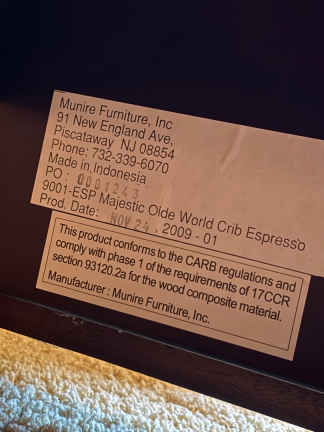 Munire Furniture, Inc
91 New England Ave,
Piscataway NJ 08854
Phone: 732-339-6070
Made in Indonesia
PO : 0001243
9001-ESP Majestic Olde World Crib Espresso
Prod. Date: NOV 24, 2009 - 01
This product conforms to the CARB regulations and
comply with phase 1 of the requirements of 17CCR
section 93120.2a for the wood composite material.
Manufacturer : Munire Furniture, Inc.